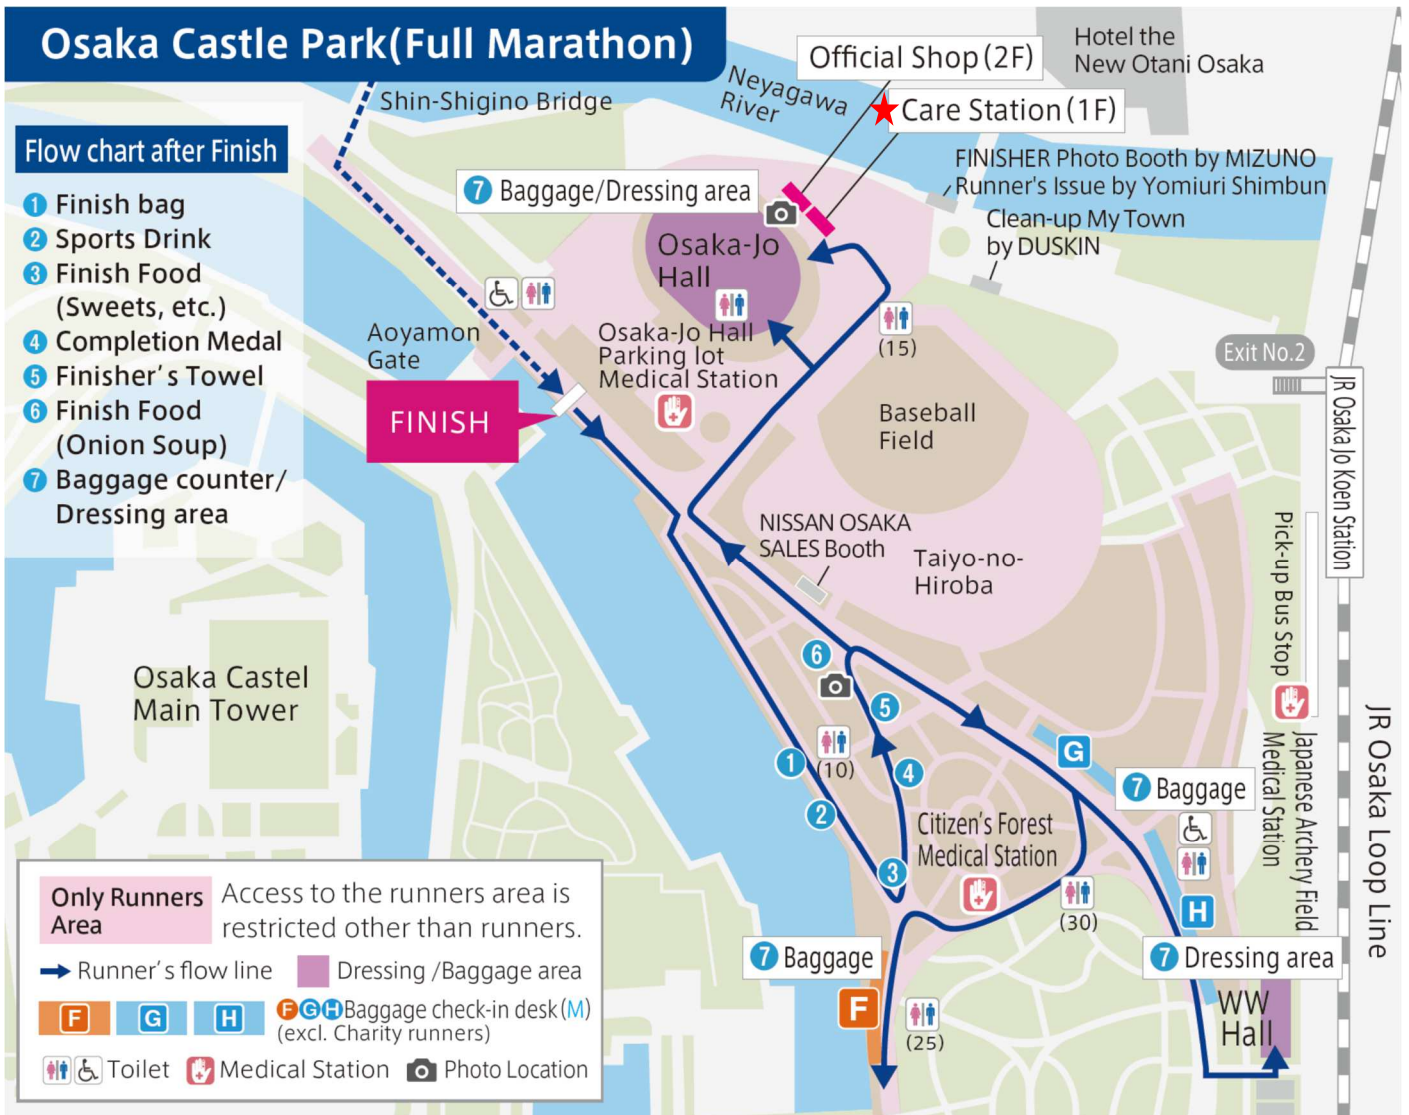 Osaka Castle Park(Full Marathon)
Official Shop (2F)
Hotel the
New Otani Osaka
Neyagawa
River
Shin-Shigino Bridge
Care Station (1F)
Flow chart after Finish
1 Finish bag
2 Sports Drink
3 Finish Food
(Sweets, etc.)
4 Completion Medal
5 Finisher's Towel
6 Finish Food
(Onion Soup)
7 Baggage counter/
Dressing area
FINISHER Photo Booth by MIZUNO
Runner's Issue by Yomiuri Shimbun
7 Baggage/Dressing area
Clean-up My Town
by DUSKIN
Osaka-Jo
Hall
Aoyamon
Gate
Osaka-Jo Hall
Parking lot
Medical Station
(15)
Exit No.2
JR Osaka Jo Koen Station
FINISH
Baseball
Field
NISSAN OSAKA
SALES Booth
Taiyo-no-
Hiroba
Pick-up Bus Stop
Osaka Castel
Main Tower
6
5
1
(10)
4
2
3
G
7 Baggage
Citizen's Forest
Medical Station
Japanese Archery Field
Medical Station
JR Osaka Loop Line
(30)
H
7 Baggage
7 Dressing area
F
(25)
WW
Hall
Only Runners
Area
Access to the runners area is
restricted other than runners.
Runner's flow line
Dressing /Baggage area
F
G
H
F G H Baggage check-in desk (M)
(excl. Charity runners)
Toilet
Medical Station
Photo Location